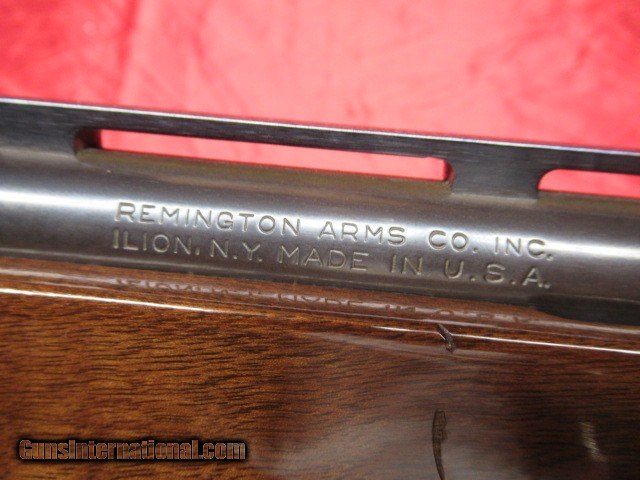 REMINGTON ARMS CO. INC.
ILION, N.Y. MADE IN U.S.A.
GunsInternational.com